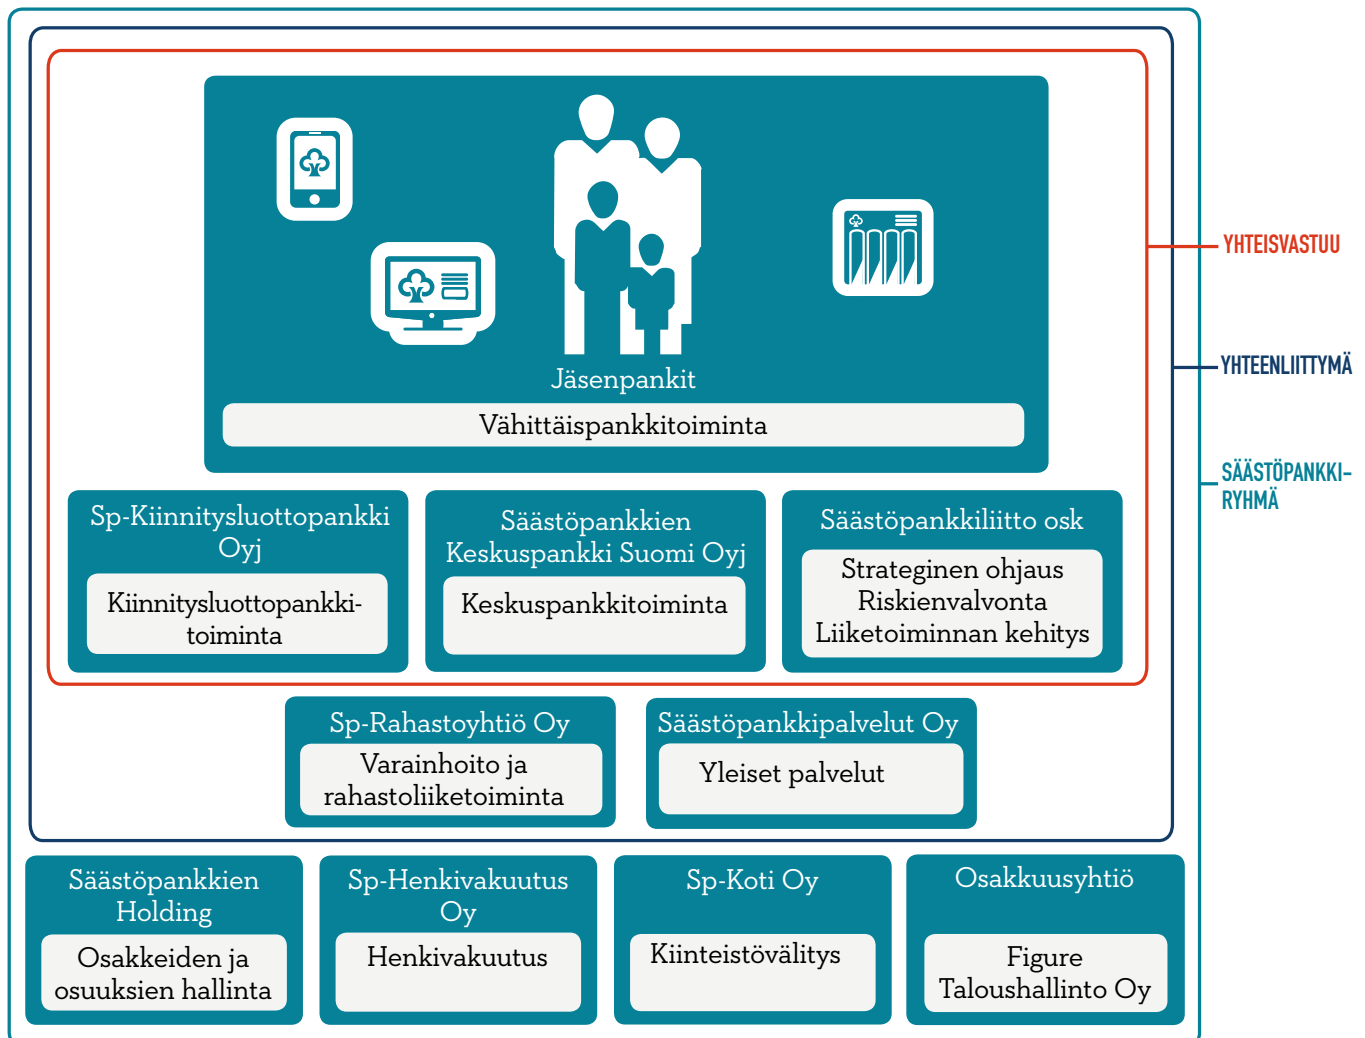 Jäsenpankit
Vähittäispankkitoiminta
YHTEISVASTUU
YHTEENLIITTYMÄ
SÄÄSTÖPANKKI-
RYHMÄ
Sp-Kiinnitysluottopankki
Oyj
Kiinnitysluottopankki-
toiminta
Säästöpankkien
Keskuspankki Suomi Oyj
Keskuspankkitoiminta
Säästöpankkiliitto osk
Strateginen ohjaus
Riskienvalvonta
Liiketoiminnan kehitys
Sp-Rahastoyhtiö Oy
Varainhoito ja
rahastoliiketoiminta
Säästöpankkipalvelut Oy
Yleiset palvelut
Säästöpankkien
Holding
Osakkeiden ja
osuuksien hallinta
Sp-Henkivakuutus
Oy
Henkivakuutus
Sp-Koti Oy
Kiinteistövälitys
Osakkuusyhtiö
Figure
Taloushallinto Oy